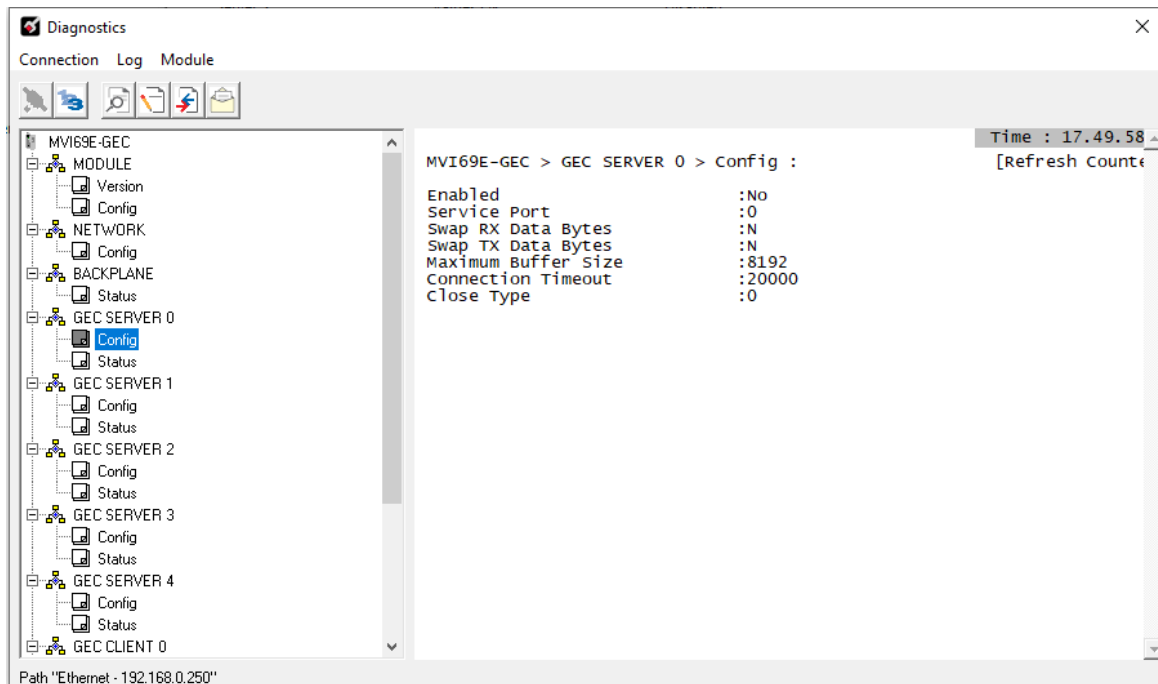 Diagnostics
Connection Log Module
MVI69E-GEC
MODULE
Version
Config
NETWORK
Config
BACKPLANE
Status
GEC SERVER 0
Config
Status
GEC SERVER 1
Config
Status
GEC SERVER 2
Config
Status
GEC SERVER 3
Config
Status
GEC SERVER 4
Config
Status
GEC CLIENT 0
Time : 17.49.58
MVI69E-GEC > GEC SERVER 0 > Config : [Refresh Counte
Enabled :No
Service Port :0
Swap RX Data Bytes :N
Swap TX Data Bytes :N
Maximum Buffer Size :8192
Connection Timeout :20000
Close Type :0
Path "Ethernet - 192.168.0.250"